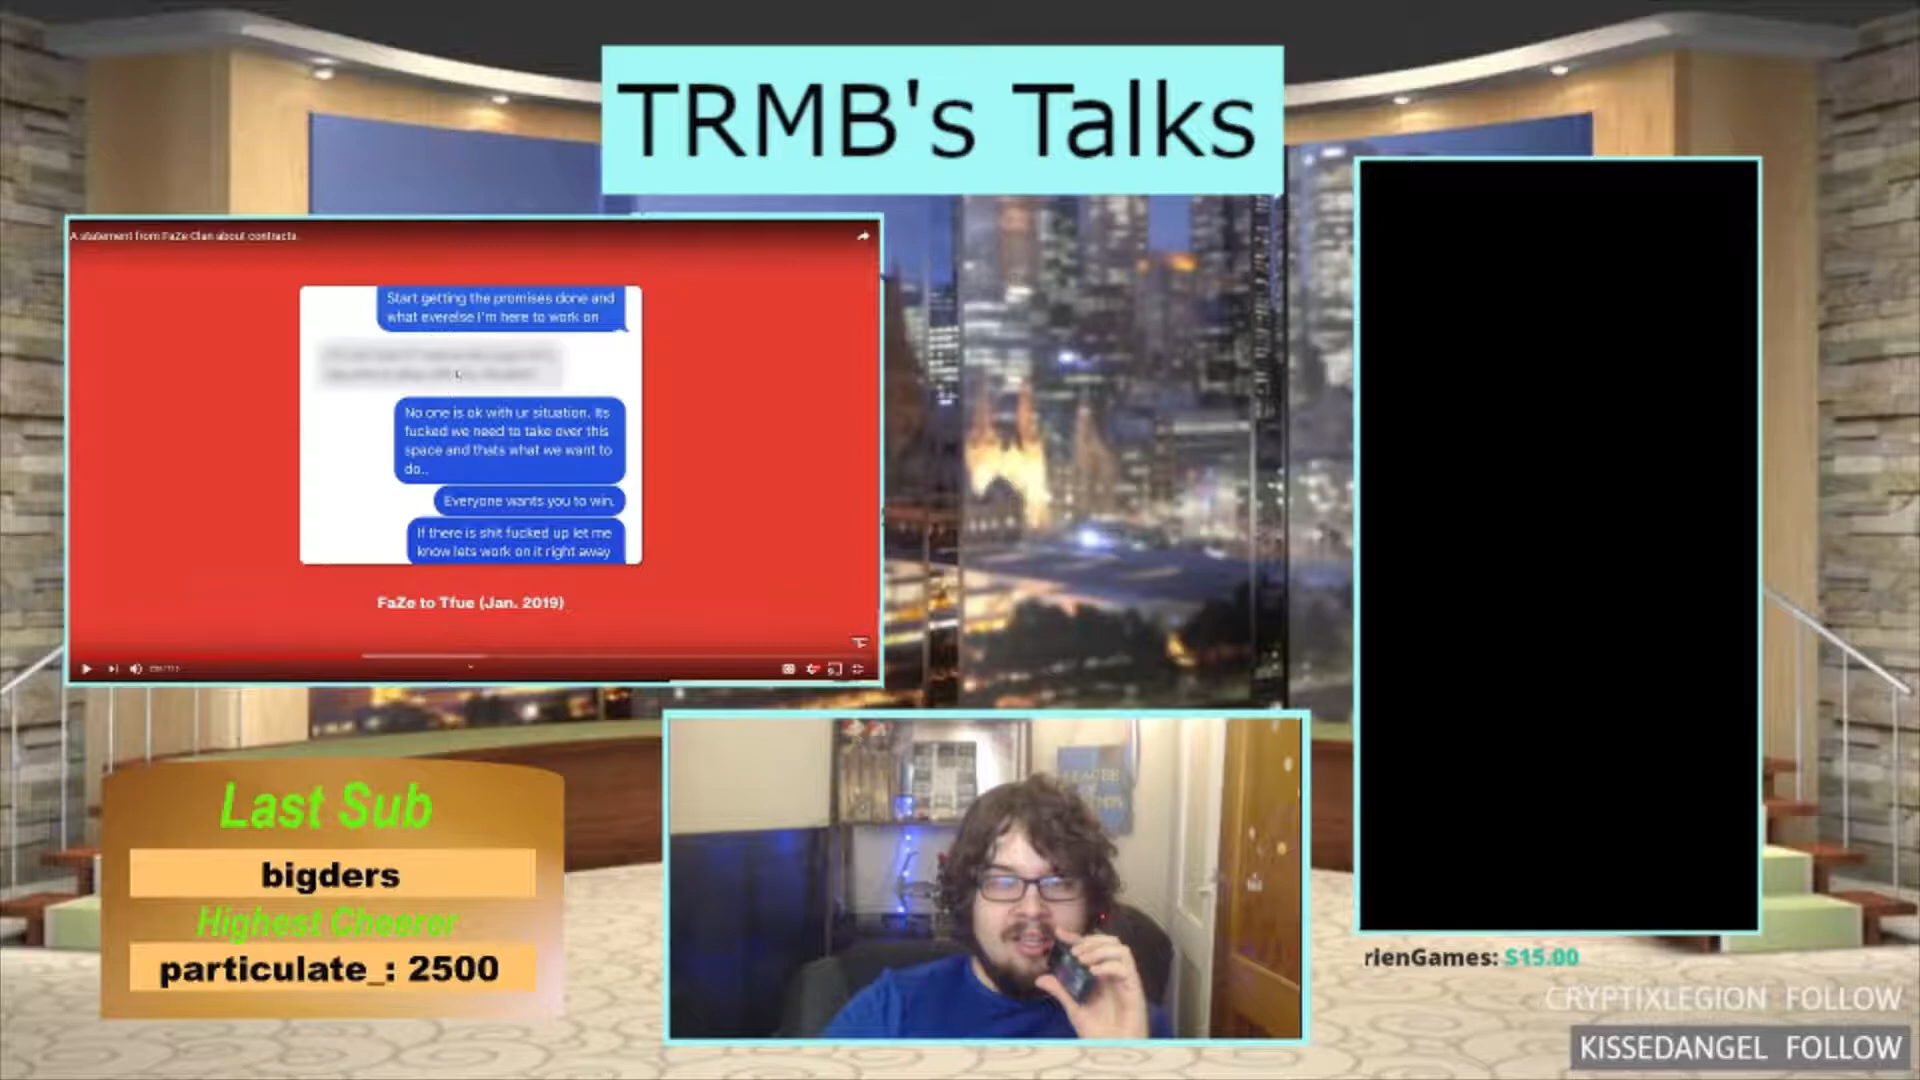 TRMB's Talks
A statement from FaZe Clan about contracts.
Start getting the promises done and
what everelse I'm here to work on
No one is ok with ur situation. Its
fucked we need to take over this
space and thats what we want to
do..
Everyone wants you to win.
If there is shit fucked up let me
know lets work on it right away
FaZe to Tfue (Jan. 2019)
Last Sub
bigders
Highest Cheerer
particulate_: 2500
rlenGames: $15.00
CRYPTIXLEGION FOLLOW
KISSEDANGEL FOLLOW